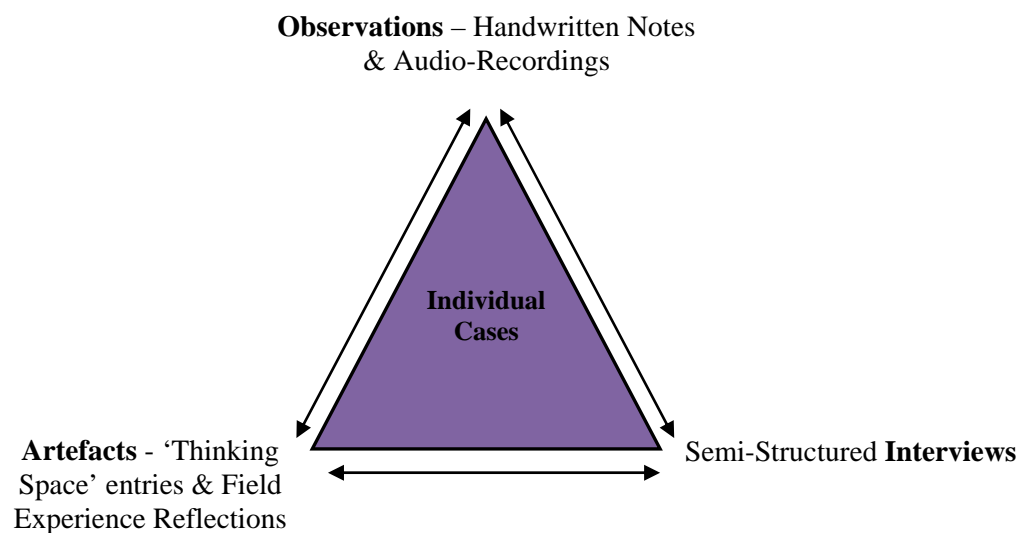 Observations – Handwritten Notes
& Audio-Recordings
Individual
Cases
Artefacts - ‘Thinking
Space’ entries & Field
Experience Reflections
Semi-Structured Interviews